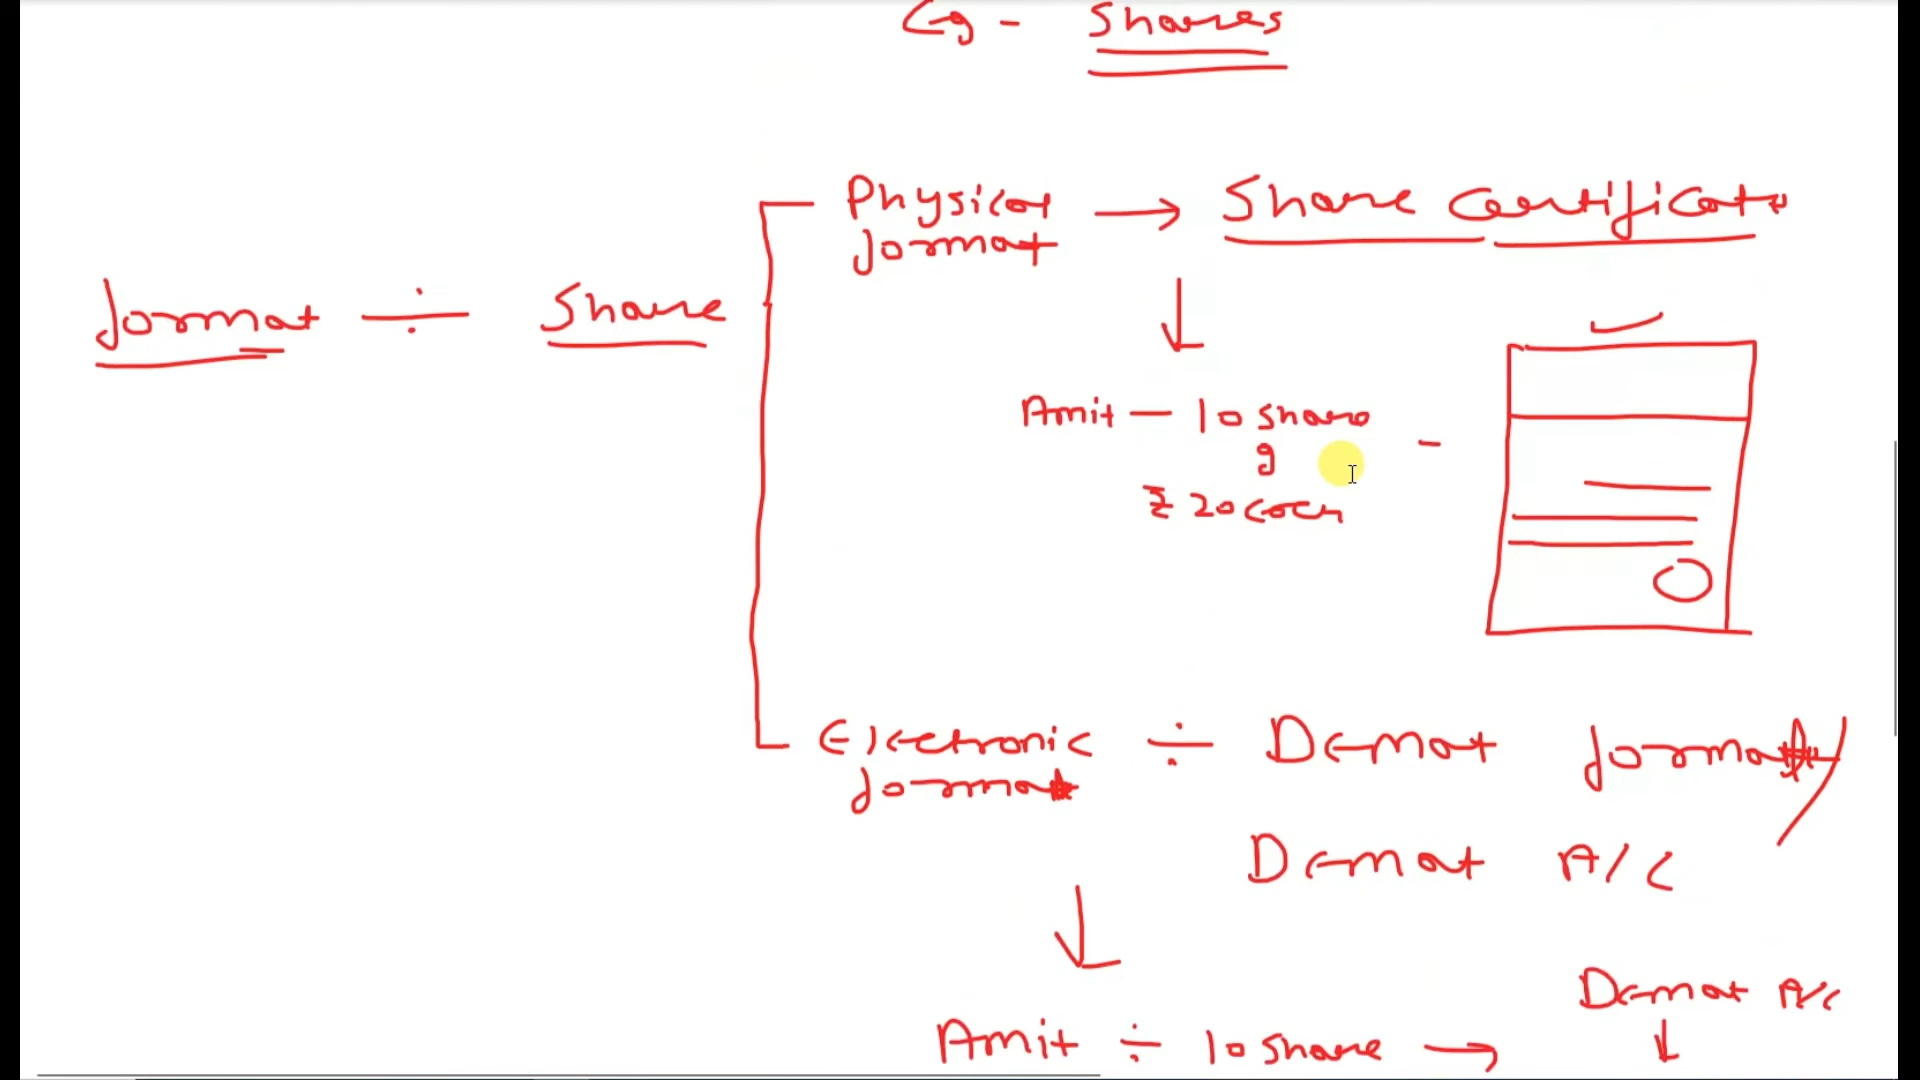 Eg - Shares
Physical → Share Certificate
format
format ÷ Share
Amit - 10 share -
@
₹ 20 each
Electronic ÷ Demat format
format
Demat A/C
Demat A/c
Amit ÷ 10 share →